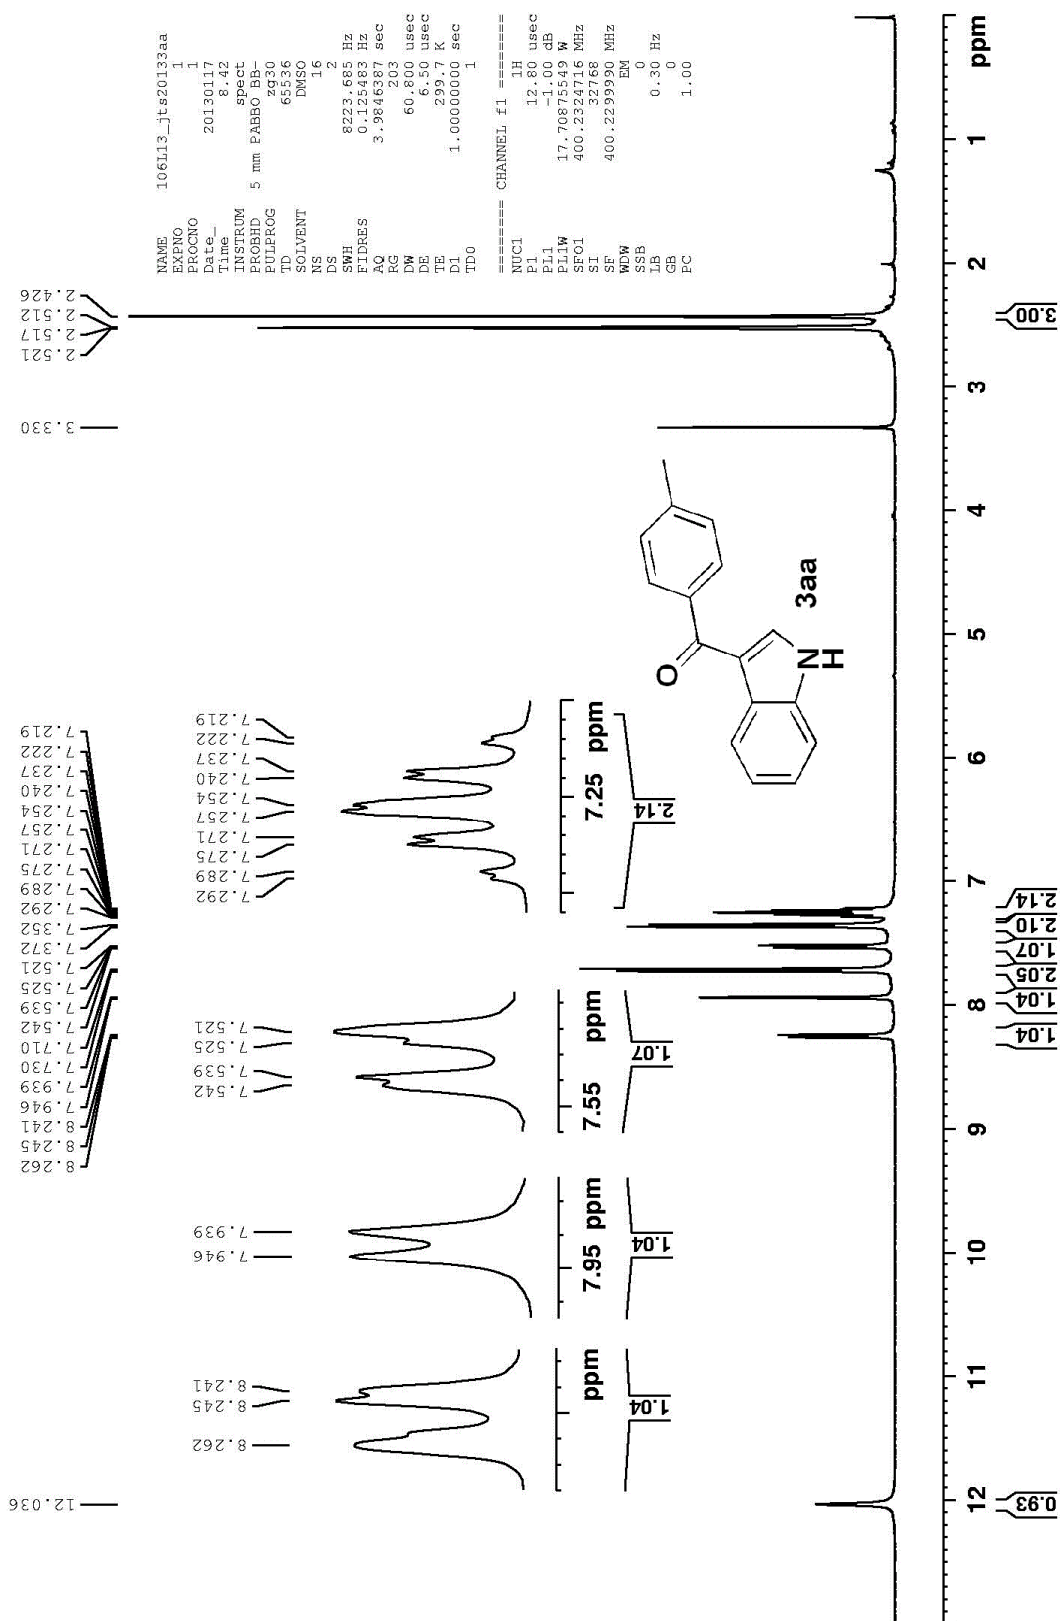 12.036
8.262
8.245
8.241
7.946
7.939
7.730
7.710
7.542
7.539
7.525
7.521
7.372
7.352
7.292
7.289
7.275
7.271
7.257
7.254
7.240
7.237
7.222
7.219
3.330
2.521
2.517
2.512
2.426
NAME 106L13_jts20133aa
EXPNO 1
PROCNO 1
Date_ 20130117
Time 8.42
INSTRUM spect
PROBHD 5 mm PABBO BB-
PULPROG zg30
TD 65536
SOLVENT DMSO
NS 16
DS 2
SWH 8223.685 Hz
FIDRES 0.125483 Hz
AQ 3.9846387 sec
RG 203
DW 60.800 usec
DE 6.50 usec
TE 299.7 K
D1 1.00000000 sec
TD0 1
======== CHANNEL f1 ========
NUC1 1H
P1 12.80 usec
PL1 -1.00 dB
PL1W 17.70875549 W
SFO1 400.2324716 MHz
SI 32768
SF 400.2299990 MHz
WDW EM
SSB 0
LB 0.30 Hz
GB 0
PC 1.00
8.262
8.245
8.241
ppm
1.04
7.946
7.939
7.95 ppm
1.04
7.542
7.539
7.525
7.521
7.55 ppm
1.07
7.292
7.289
7.275
7.271
7.257
7.254
7.240
7.237
7.222
7.219
7.25 ppm
2.14
O
N
H
3aa
12 11 10 9 8 7 6 5 4 3 2 1 ppm
0.93
1.04
1.04
2.05
1.07
2.10
2.14
3.00